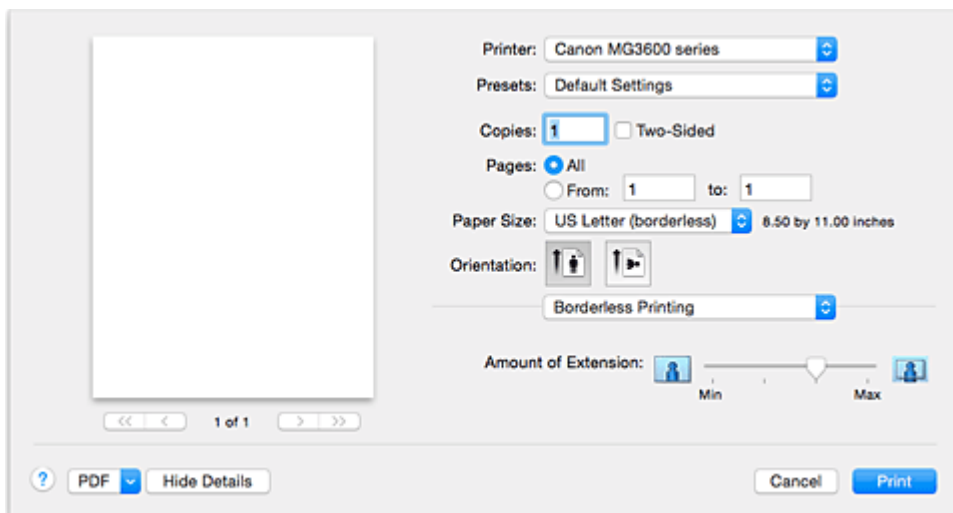 Printer: Canon MG3600 series
Presets: Default Settings
Copies: 1 Two-Sided
Pages: All
From: 1 to: 1
Paper Size: US Letter (borderless) 8.50 by 11.00 inches
Orientation:
Borderless Printing
Amount of Extension:
Min Max
<< < 1 of 1 > >>
? PDF Hide Details Cancel Print